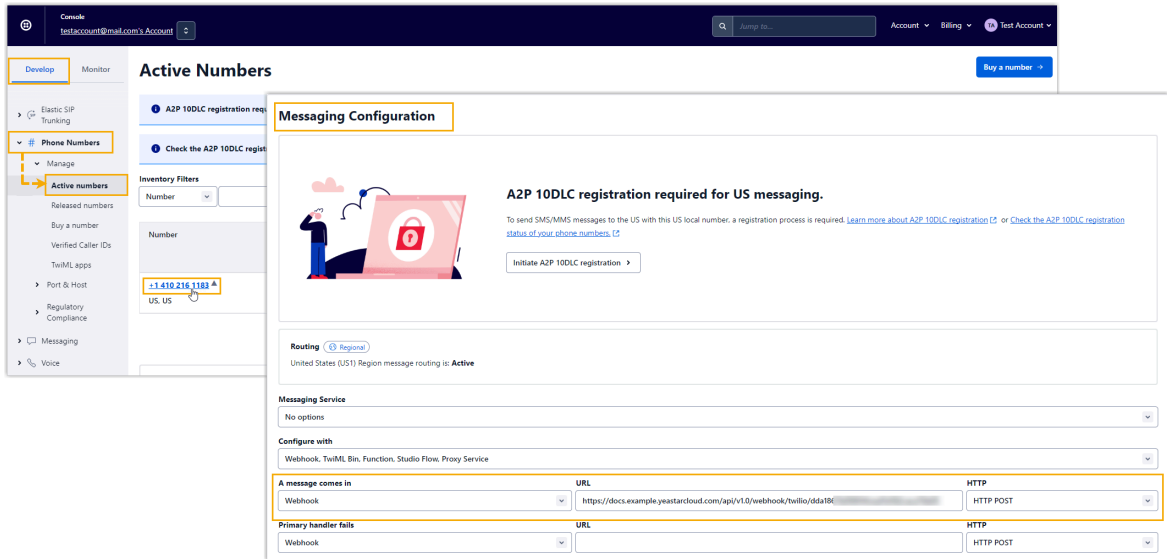 Console
testaccount@mail.com's Account
Jump to...
Account
Billing
TA
Test Account
Develop
Monitor
Elastic SIP
Trunking
# Phone Numbers
Manage
Active numbers
Released numbers
Buy a number
Verified Caller IDs
TwiML apps
Port & Host
Regulatory
Compliance
Messaging
Voice
Active Numbers
Buy a number →
A2P 10DLC registration
Check the A2P 10DLC
Inventory Filters
Number
Number
+1 410 216 1183
US, US
Messaging Configuration
A2P 10DLC registration required for US messaging.
To send SMS/MMS messages to the US with this US local number, a registration process is required. Learn more about A2P 10DLC registration or Check the A2P 10DLC registration
status of your phone numbers.
Initiate A2P 10DLC registration
Routing Regional
United States (US1) Region message routing is: Active
Messaging Service
No options
Configure with
Webhook, TwiML Bin, Function, Studio Flow, Proxy Service
A message comes in URL HTTP
Webhook https://docs.example.yeastarcloud.com/api/v1.0/webhook/twilio/dda186 HTTP POST
Primary handler fails URL HTTP
Webhook HTTP POST